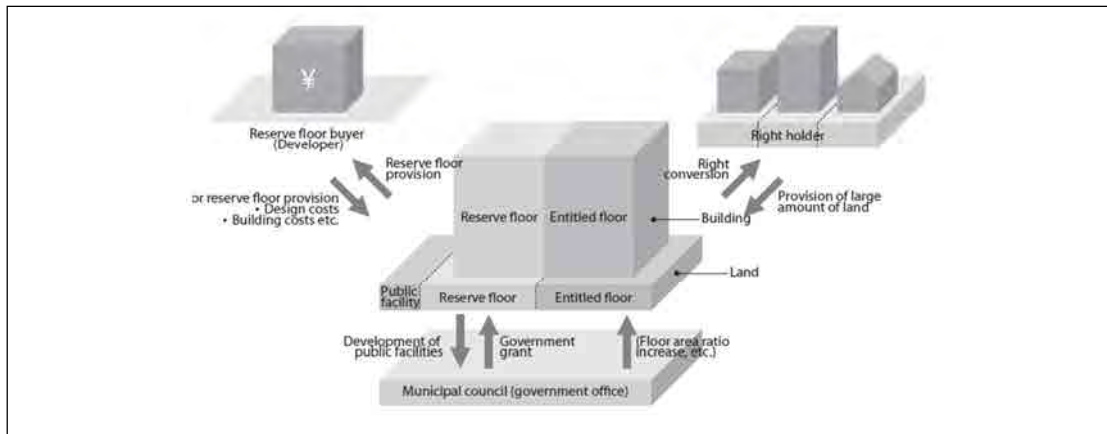 ¥
Reserve floor buyer
(Developer)
Right holder
Reserve floor
provision
Right
conversion
or reserve floor provision
• Design costs
• Building costs etc.
Provision of large
amount of land
Reserve floor
Entitled floor
Building
Land
Public
facility
Reserve floor
Entitled floor
Development of
public facilities
Government
grant
(Floor area ratio
increase, etc.)
Municipal council (government office)